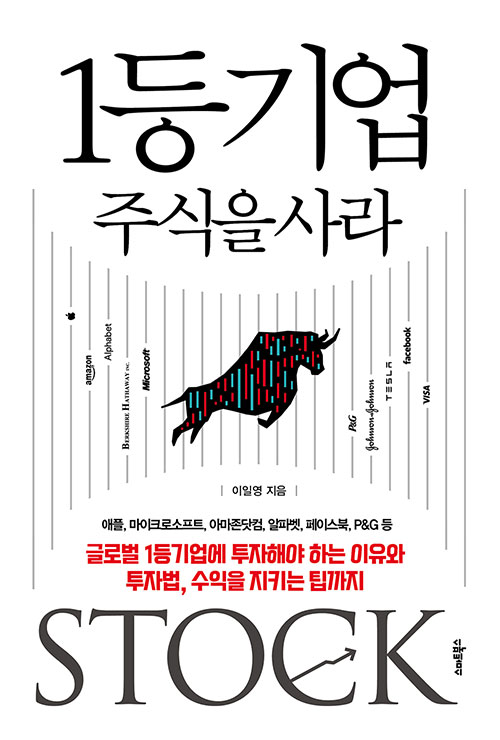 1등기업
주식을사라
amazon
Alphabet
BERKSHIRE HATHAWAY INC.
Microsoft
P&G
Johnson & Johnson
TESLA
facebook
VISA
이일영 지음
애플, 마이크로소프트, 아마존닷컴, 알파벳, 페이스북, P&G 등
글로벌 1등기업에 투자해야 하는 이유와
투자법, 수익을 지키는 팁까지
STOCK
스마트북스